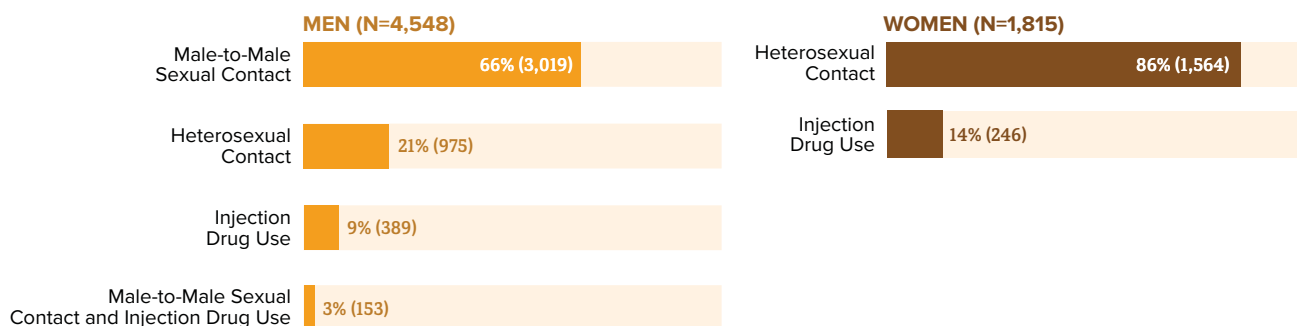 MEN (N=4,548)
Male-to-Male
Sexual Contact
66% (3,019)
Heterosexual
Contact
21% (975)
Injection
Drug Use
9% (389)
Male-to-Male Sexual
Contact and Injection Drug Use
3% (153)
WOMEN (N=1,815)
Heterosexual
Contact
86% (1,564)
Injection
Drug Use
14% (246)